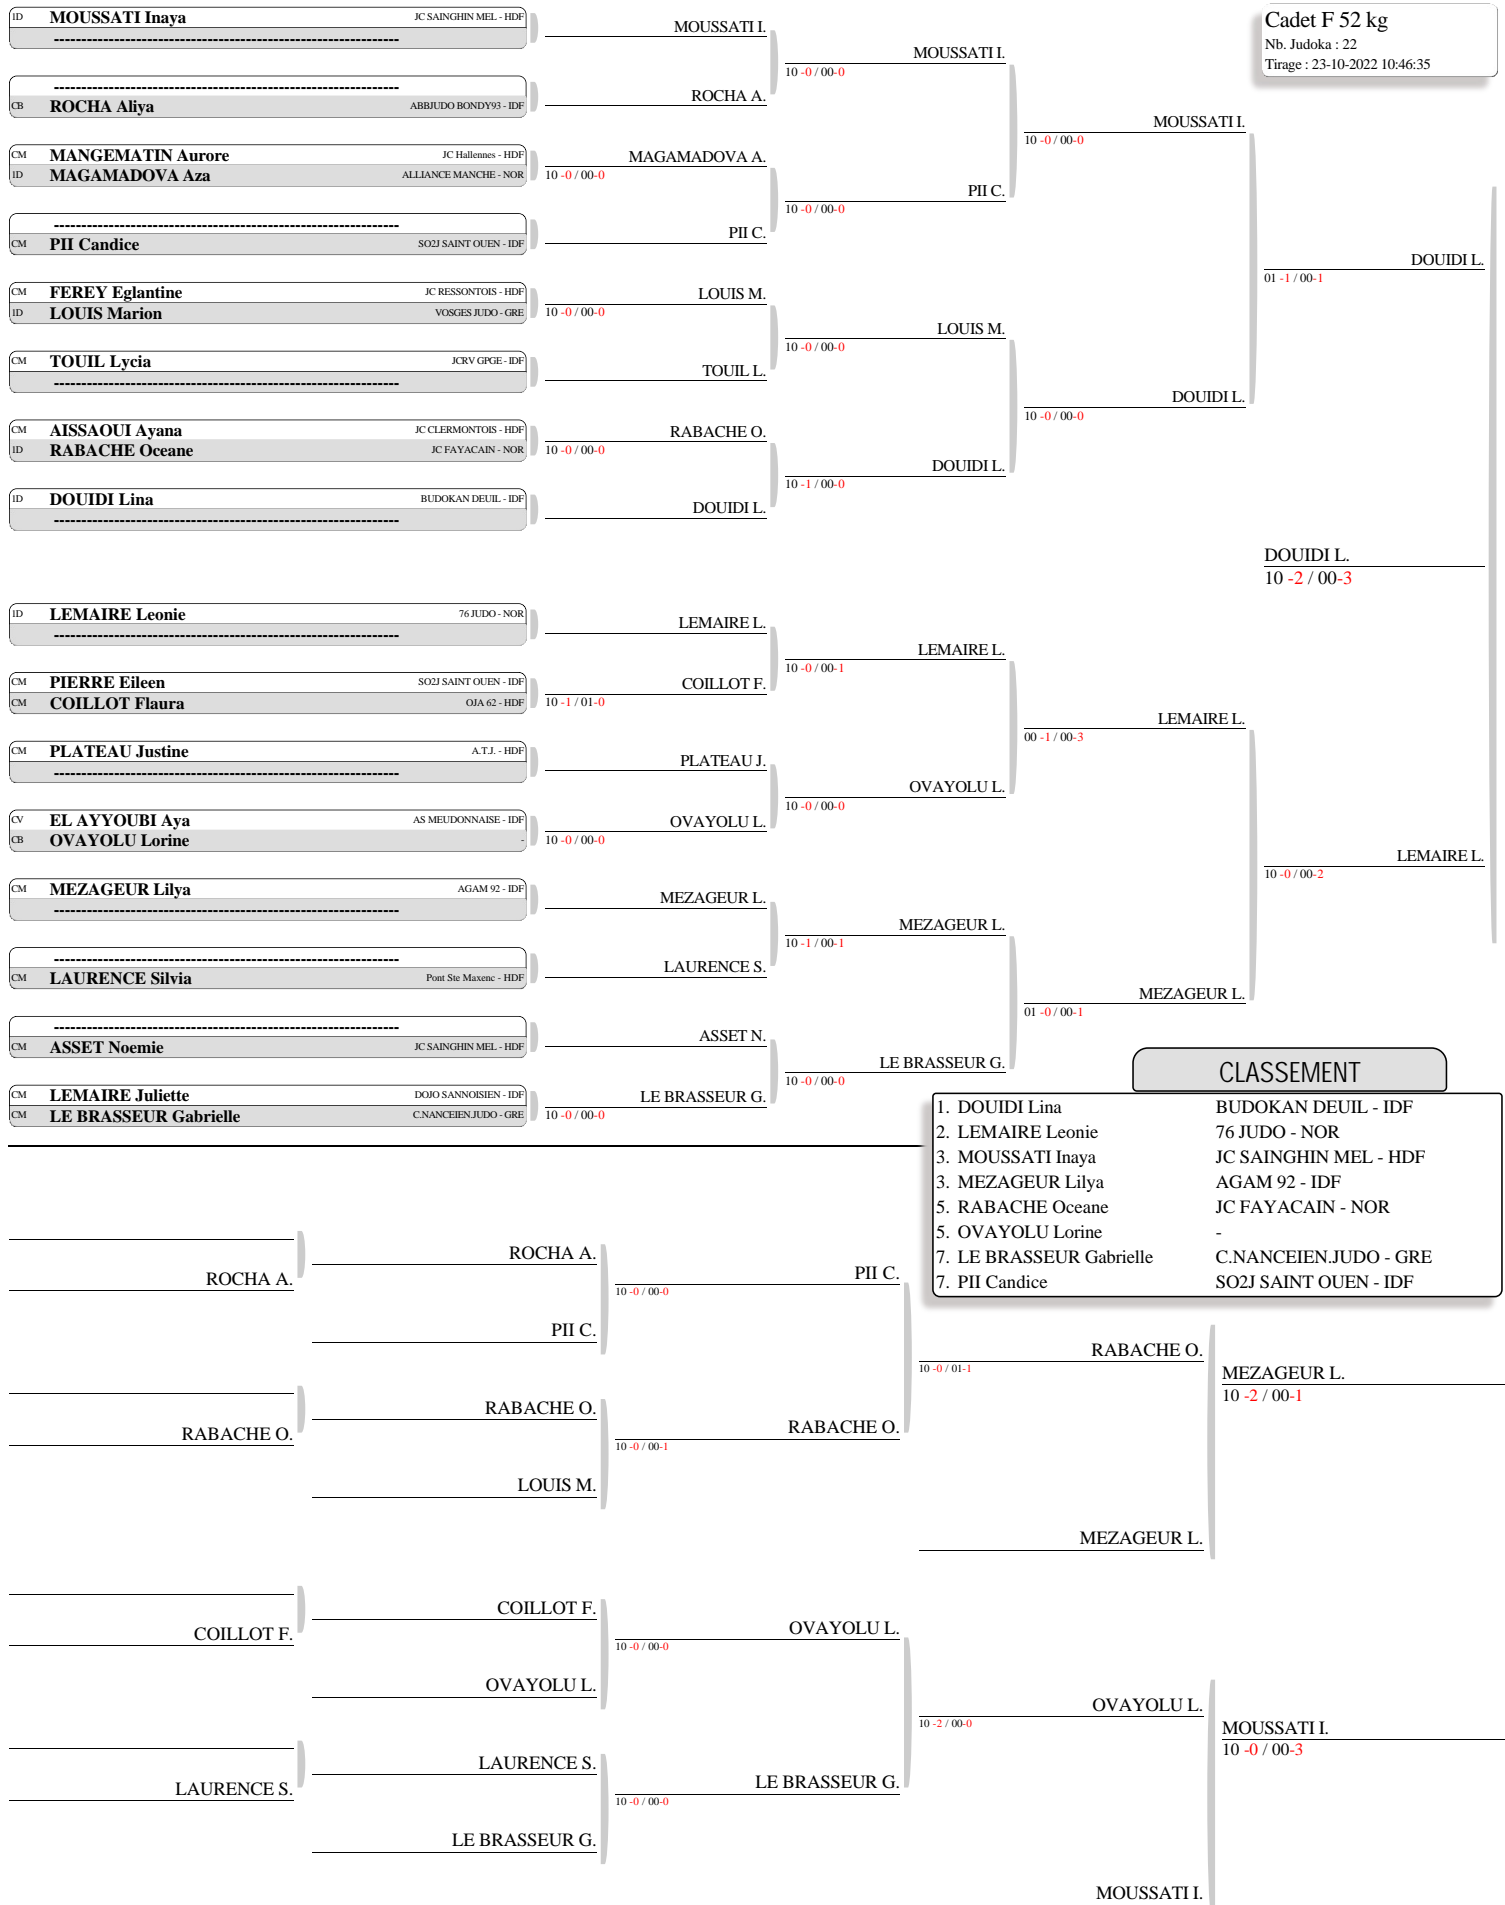 Cadet F 52 kg
Nb. Judoka : 22
Tirage : 23-10-2022 10:46:35
1D MOUSSATI Inaya JC SAINGHIN MEL - HDF
----------------------------------------------------------------
----------------------------------------------------------------
CB ROCHA Aliya ABBJUDO BONDY93 - IDF
CM MANGEMATIN Aurore JC Hallennes - HDF
1D MAGAMADOVA Aza ALLIANCE MANCHE - NOR
----------------------------------------------------------------
CM PII Candice SO2J SAINT OUEN - IDF
CM FEREY Eglantine JC RESSONTOIS - HDF
1D LOUIS Marion VOSGES JUDO - GRE
CM TOUIL Lycia JCRV GPGE - IDF
----------------------------------------------------------------
CM AISSAOUI Ayana JC CLERMONTOIS - HDF
1D RABACHE Oceane JC FAYACAIN - NOR
1D DOUIDI Lina BUDOKAN DEUIL - IDF
----------------------------------------------------------------
1D LEMAIRE Leonie 76 JUDO - NOR
----------------------------------------------------------------
CM PIERRE Eileen SO2J SAINT OUEN - IDF
CM COILLOT Flaura OJA 62 - HDF
CM PLATEAU Justine A.T.J. - HDF
----------------------------------------------------------------
CV EL AYYOUBI Aya AS MEUDONNAISE - IDF
CB OVAYOLU Lorine -
CM MEZAGEUR Lilya AGAM 92 - IDF
----------------------------------------------------------------
----------------------------------------------------------------
CM LAURENCE Silvia Pont Ste Maxenc - HDF
----------------------------------------------------------------
CM ASSET Noemie JC SAINGHIN MEL - HDF
CM LEMAIRE Juliette DOJO SANNOISIEN - IDF
CM LE BRASSEUR Gabrielle C.NANCEIEN.JUDO - GRE
MOUSSATI I.
ROCHA A.
MAGAMADOVA A.
10 -0 / 00-0
PII C.
LOUIS M.
10 -0 / 00-0
TOUIL L.
RABACHE O.
10 -0 / 00-0
DOUIDI L.
LEMAIRE L.
COILLOT F.
10 -1 / 01-0
PLATEAU J.
OVAYOLU L.
10 -0 / 00-0
MEZAGEUR L.
LAURENCE S.
ASSET N.
LE BRASSEUR G.
10 -0 / 00-0
MOUSSATI I.
10 -0 / 00-0
PII C.
10 -0 / 00-0
LOUIS M.
10 -0 / 00-0
DOUIDI L.
10 -1 / 00-0
LEMAIRE L.
10 -0 / 00-1
OVAYOLU L.
10 -0 / 00-0
MEZAGEUR L.
10 -1 / 00-1
LE BRASSEUR G.
10 -0 / 00-0
MOUSSATI I.
10 -0 / 00-0
DOUIDI L.
10 -0 / 00-0
LEMAIRE L.
00 -1 / 00-3
MEZAGEUR L.
01 -0 / 00-1
DOUIDI L.
01 -1 / 00-1
LEMAIRE L.
10 -0 / 00-2
DOUIDI L.
10 -2 / 00-3
CLASSEMENT
1. DOUIDI Lina BUDOKAN DEUIL - IDF
2. LEMAIRE Leonie 76 JUDO - NOR
3. MOUSSATI Inaya JC SAINGHIN MEL - HDF
3. MEZAGEUR Lilya AGAM 92 - IDF
5. RABACHE Oceane JC FAYACAIN - NOR
5. OVAYOLU Lorine -
7. LE BRASSEUR Gabrielle C.NANCEIEN.JUDO - GRE
7. PII Candice SO2J SAINT OUEN - IDF
ROCHA A.
RABACHE O.
COILLOT F.
LAURENCE S.
ROCHA A.
PII C.
RABACHE O.
LOUIS M.
COILLOT F.
OVAYOLU L.
LAURENCE S.
LE BRASSEUR G.
PII C.
10 -0 / 00-0
RABACHE O.
10 -0 / 00-1
OVAYOLU L.
10 -0 / 00-0
LE BRASSEUR G.
10 -0 / 00-0
RABACHE O.
10 -0 / 01-1
MEZAGEUR L.
OVAYOLU L.
10 -2 / 00-0
MOUSSATI I.
MEZAGEUR L.
10 -2 / 00-1
MOUSSATI I.
10 -0 / 00-3